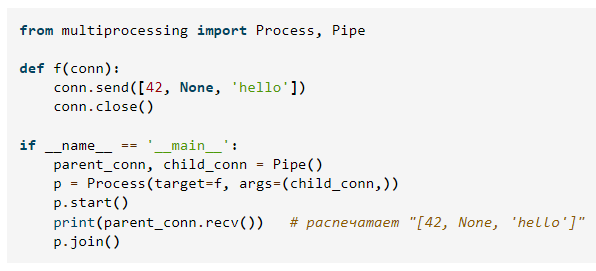 from multiprocessing import Process, Pipe
def f(conn):
    conn.send([42, None, 'hello'])
    conn.close()
if __name__ == '__main__':
    parent_conn, child_conn = Pipe()
    p = Process(target=f, args=(child_conn,))
    p.start()
    print(parent_conn.recv())   # распечатает "[42, None, 'hello']"
    p.join()